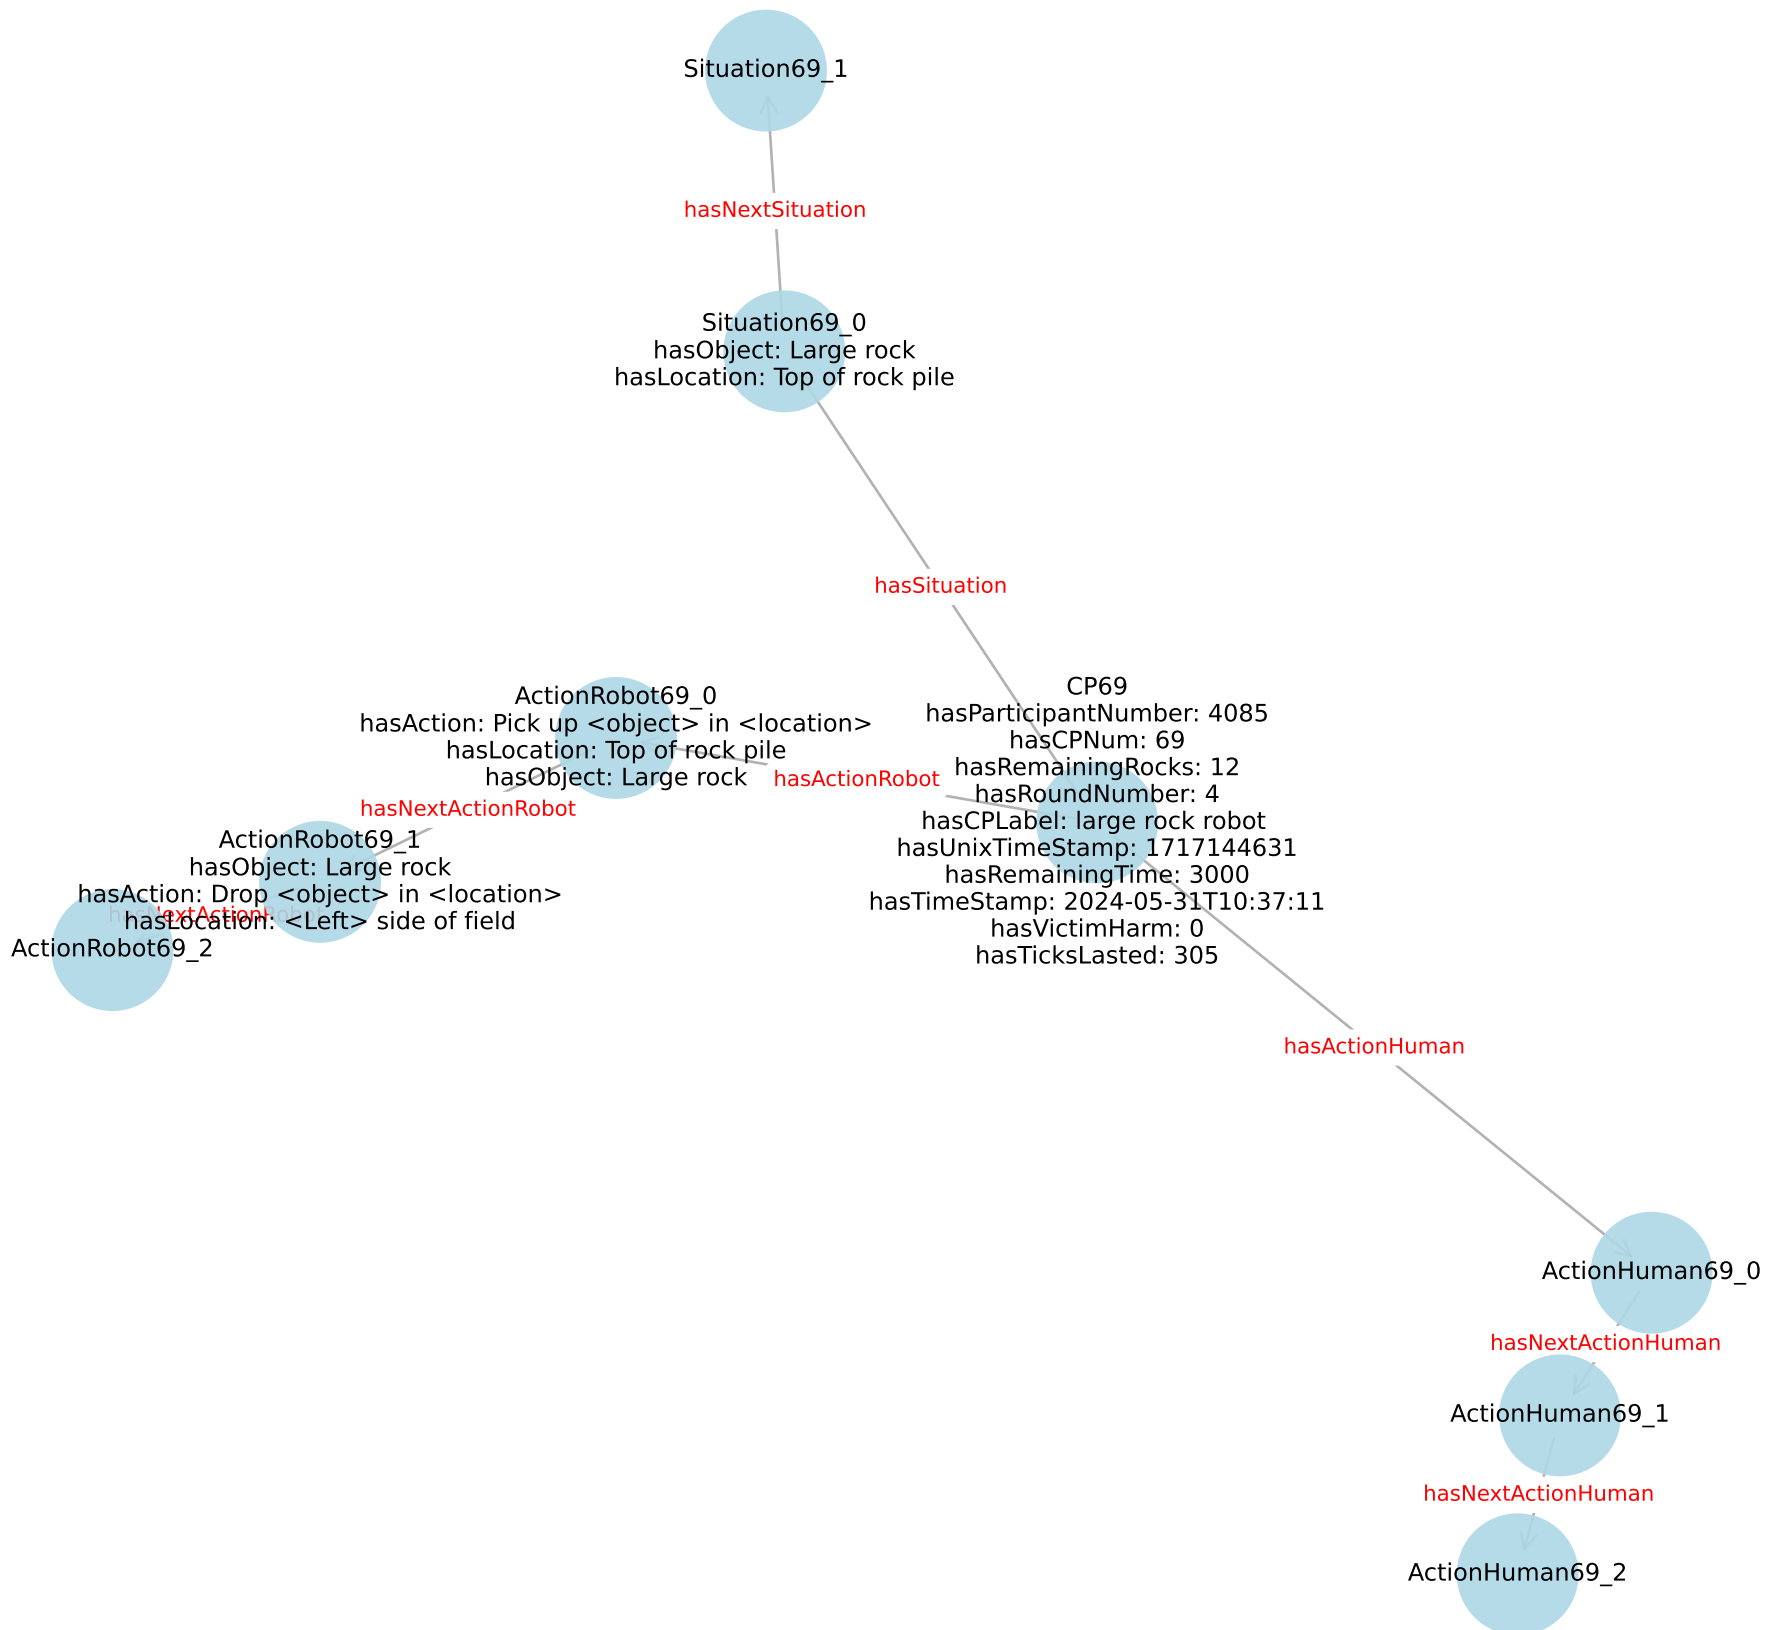 Situation69_1
hasNextSituation
Situation69_0
hasObject: Large rock
hasLocation: Top of rock pile
hasSituation
CP69
hasParticipantNumber: 4085
hasCPNum: 69
hasRemainingRocks: 12
hasRoundNumber: 4
hasCPLabel: large rock robot
hasUnixTimeStamp: 1717144631
hasRemainingTime: 3000
hasTimeStamp: 2024-05-31T10:37:11
hasVictimHarm: 0
hasTicksLasted: 305
ActionRobot69_0
hasAction: Pick up <object> in <location>
hasLocation: Top of rock pile
hasObject: Large rock
hasActionRobot
hasNextActionRobot
ActionRobot69_1
hasObject: Large rock
hasAction: Drop <object> in <location>
hasLocation: <Left> side of field
hasNextActionRobot
ActionRobot69_2
hasActionHuman
ActionHuman69_0
hasNextActionHuman
ActionHuman69_1
hasNextActionHuman
ActionHuman69_2